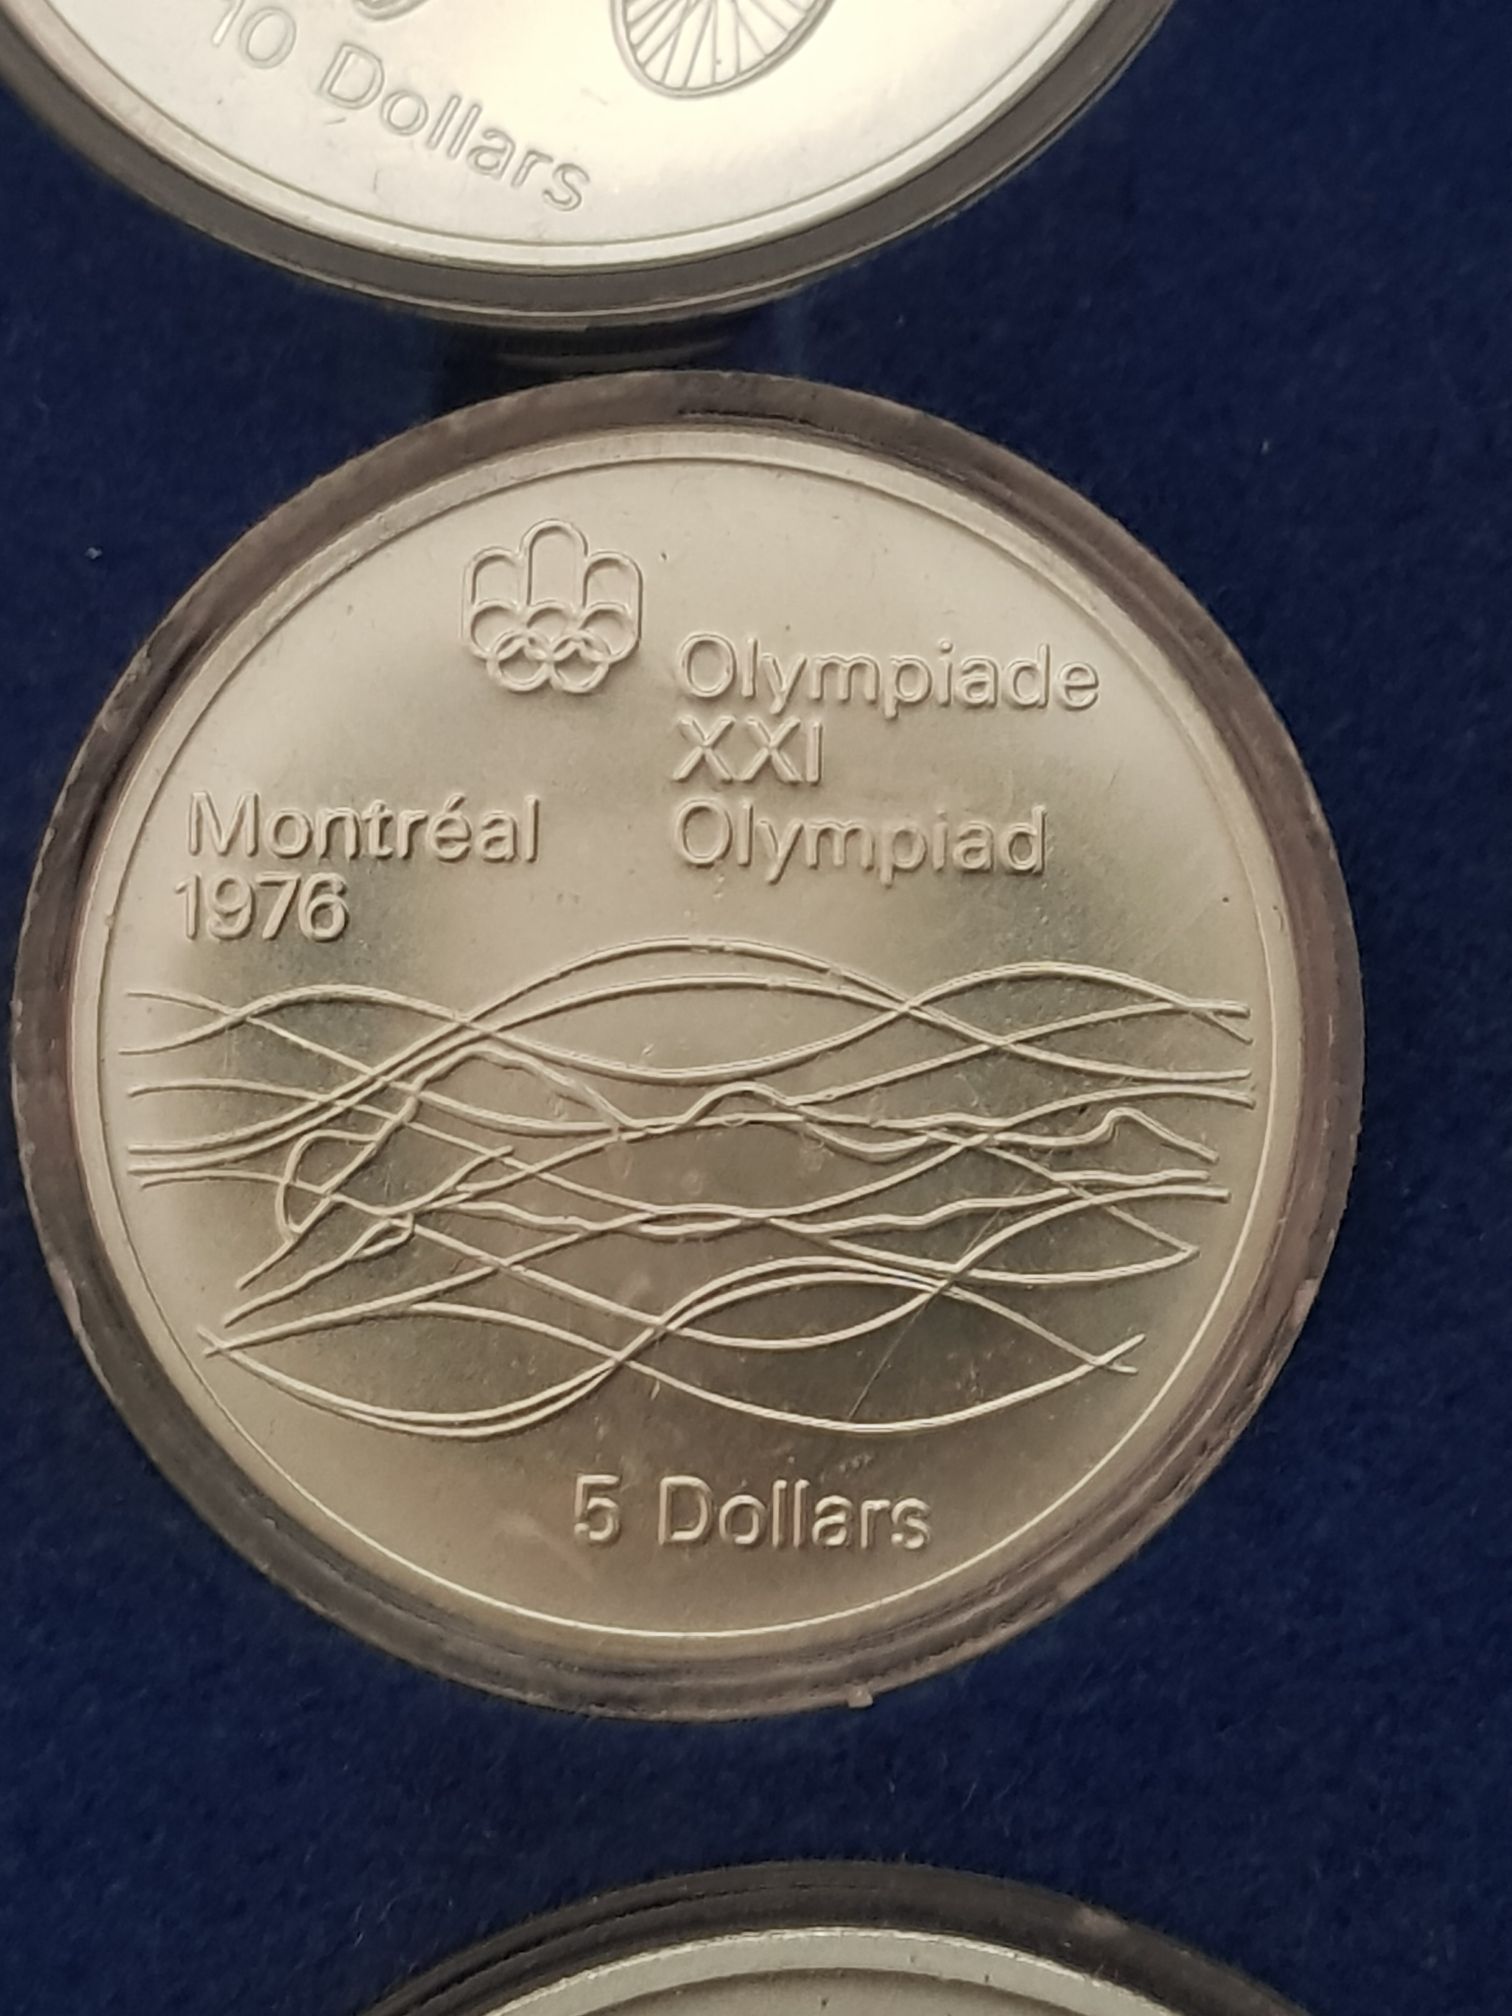 10 Dollars
Olympiade
XXI
Olympiad
Montréal
1976
5 Dollars